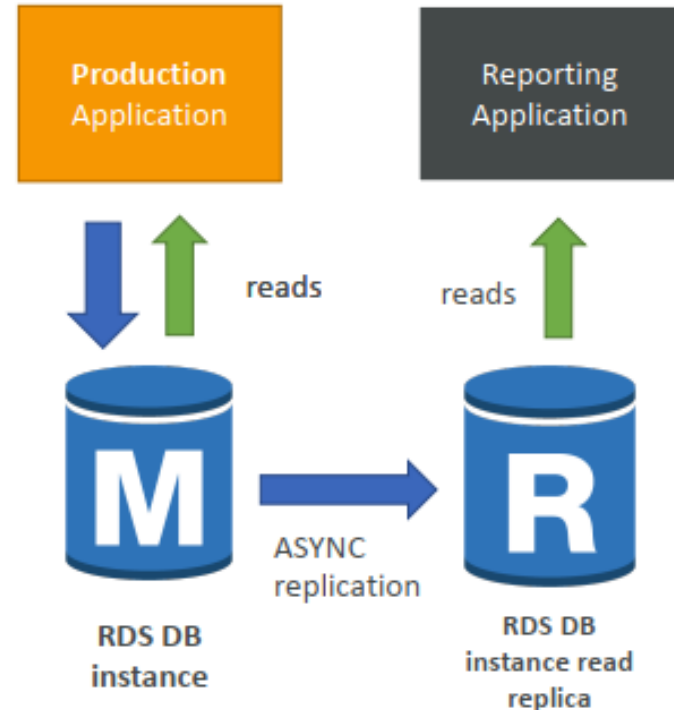 Production
Application
Reporting
Application
reads
reads
M
R
ASYNC
replication
RDS DB
instance
RDS DB
instance read
replica